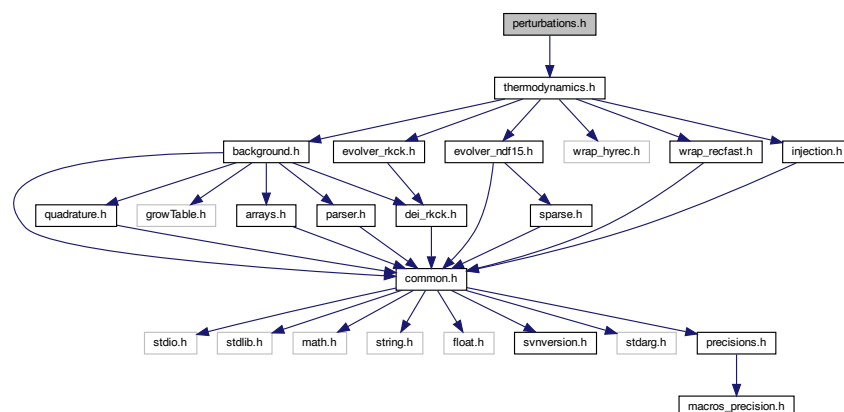 perturbations.h
thermodynamics.h
background.h
evolver_rkck.h
evolver_ndf15.h
wrap_hyrec.h
wrap_recfast.h
injection.h
quadrature.h
growTable.h
arrays.h
parser.h
dei_rkck.h
sparse.h
common.h
stdio.h
stdlib.h
math.h
string.h
float.h
svnversion.h
stdarg.h
precisions.h
macros_precision.h